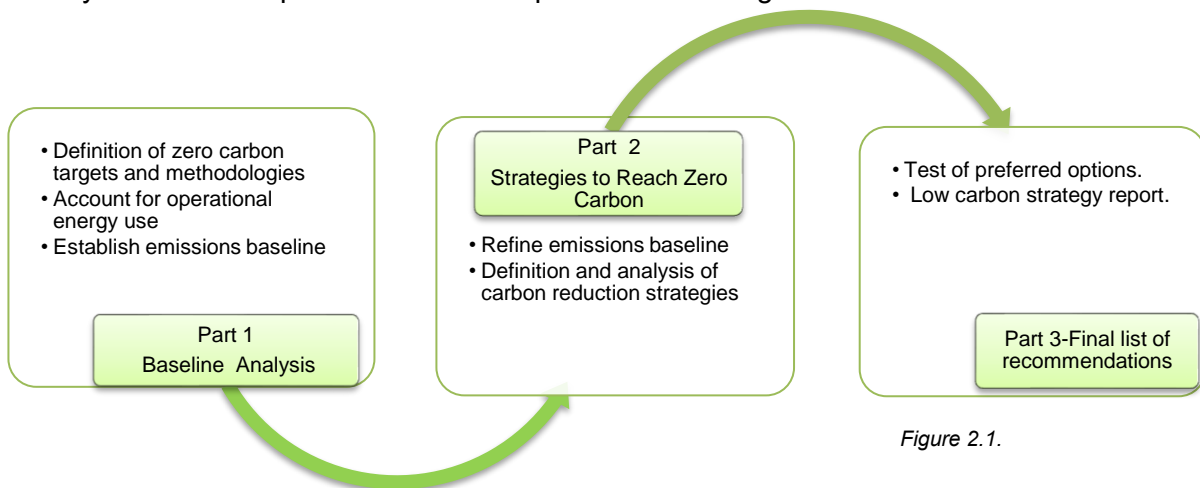 • Definition of zero carbon
targets and methodologies
• Account for operational
energy use
• Establish emissions baseline
Part 1
Baseline Analysis
Part 2
Strategies to Reach Zero
Carbon
• Refine emissions baseline
• Definition and analysis of
carbon reduction strategies
• Test of preferred options.
• Low carbon strategy report.
Part 3-Final list of
recommendations
Figure 2.1.